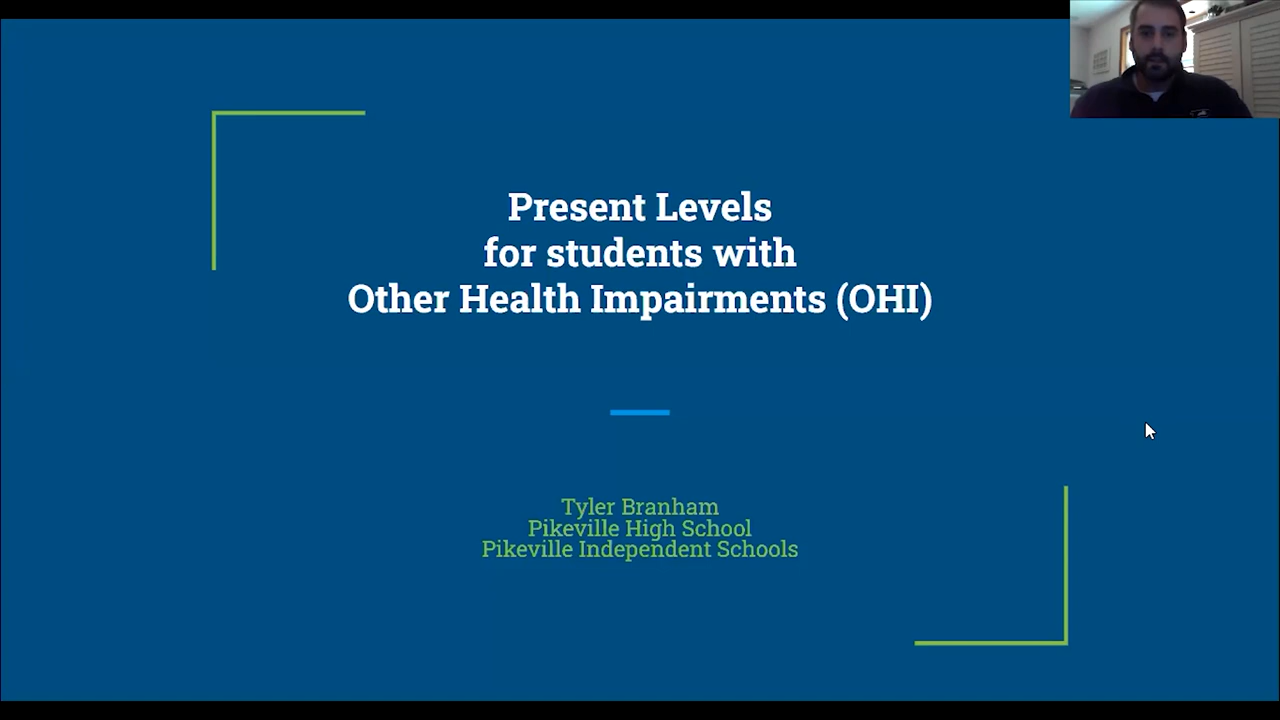 Present Levels
for students with
Other Health Impairments (OHI)
Tyler Branham
Pikeville High School
Pikeville Independent Schools